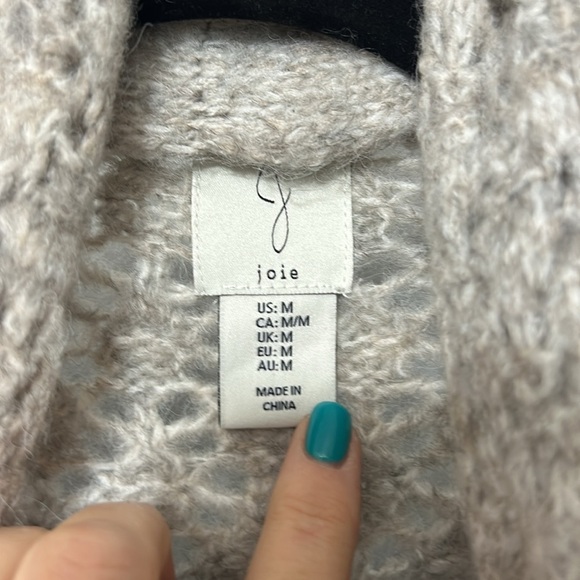 J
joie
US: M
CA: M/M
UK: M
EU: M
AU: M
MADE IN
CHINA